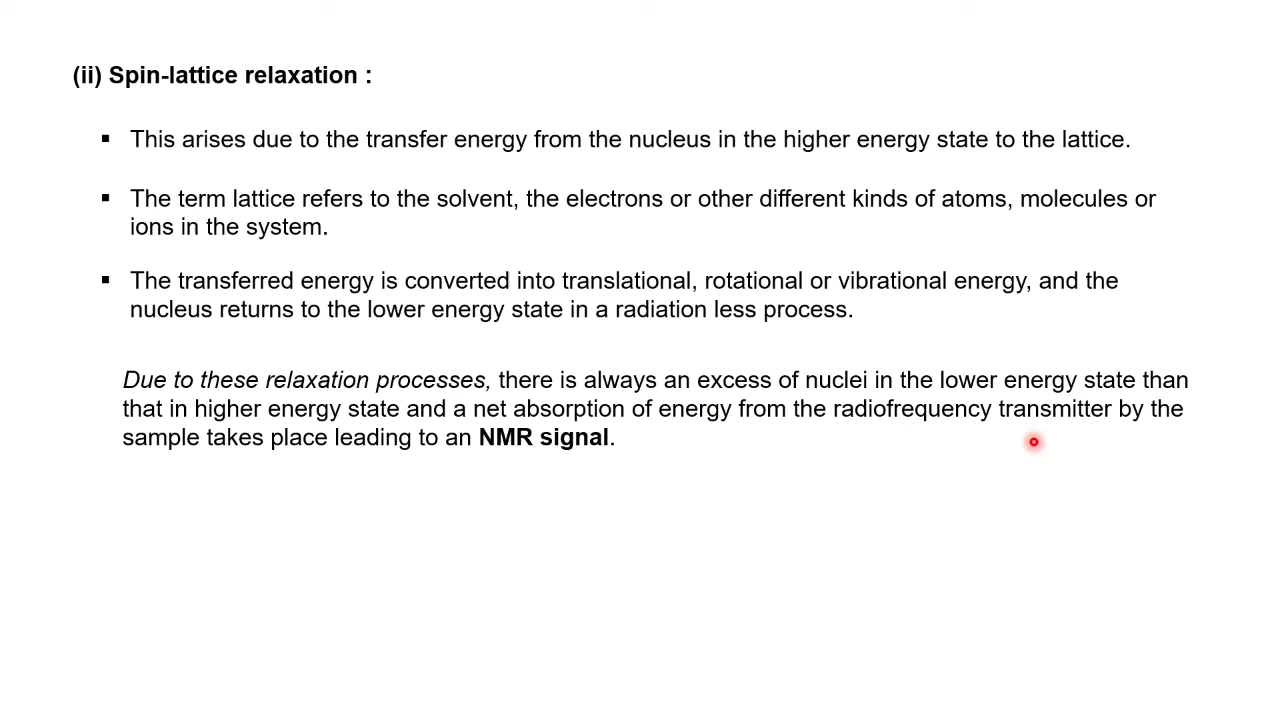 (ii) Spin-lattice relaxation :
▪ This arises due to the transfer energy from the nucleus in the higher energy state to the lattice.
▪ The term lattice refers to the solvent, the electrons or other different kinds of atoms, molecules or
ions in the system.
▪ The transferred energy is converted into translational, rotational or vibrational energy, and the
nucleus returns to the lower energy state in a radiation less process.
Due to these relaxation processes, there is always an excess of nuclei in the lower energy state than
that in higher energy state and a net absorption of energy from the radiofrequency transmitter by the
sample takes place leading to an NMR signal.